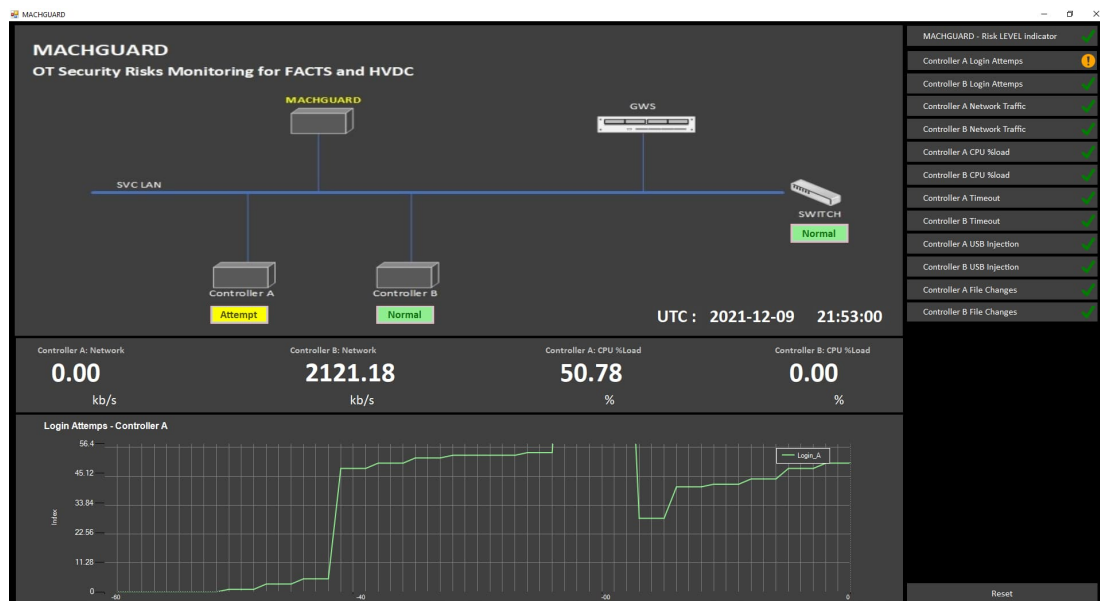 MACHGUARD
MACHGUARD
OT Security Risks Monitoring for FACTS and HVDC
MACHGUARD
GWS
SVC LAN
SWITCH
Normal
Controller A
Controller B
Attempt
Normal
UTC : 2021-12-09 21:53:00
MACHGUARD - Risk LEVEL indicator
Controller A Login Attemps
Controller B Login Attemps
Controller A Network Traffic
Controller B Network Traffic
Controller A CPU %load
Controller B CPU %load
Controller A Timeout
Controller B Timeout
Controller A USB Injection
Controller B USB Injection
Controller A File Changes
Controller B File Changes
Controller A: Network
Controller B: Network
Controller A: CPU %Load
Controller B: CPU %Load
0.00
2121.18
50.78
0.00
kb/s
kb/s
%
%
Login Attemps - Controller A
56.4
45.12
33.84
22.56
11.28
0
Index
Login_A
-60
-40
-00
0
Reset